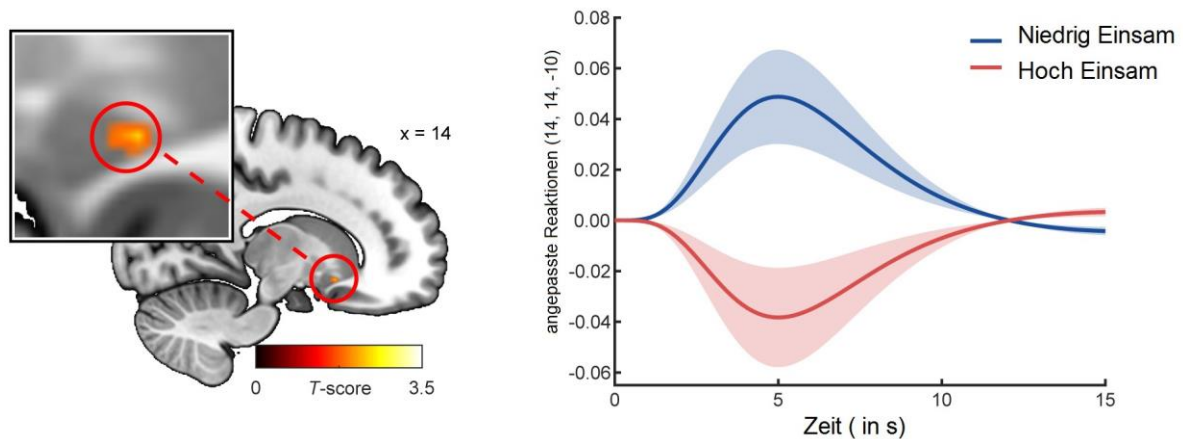 x = 14
0 T-score 3.5
angepasste Reaktionen (14, 14, -10)
0.08
0.06
0.04
0.02
0.00
-0.02
-0.04
-0.06
0 5 10 15
Zeit ( in s)
Niedrig Einsam
Hoch Einsam